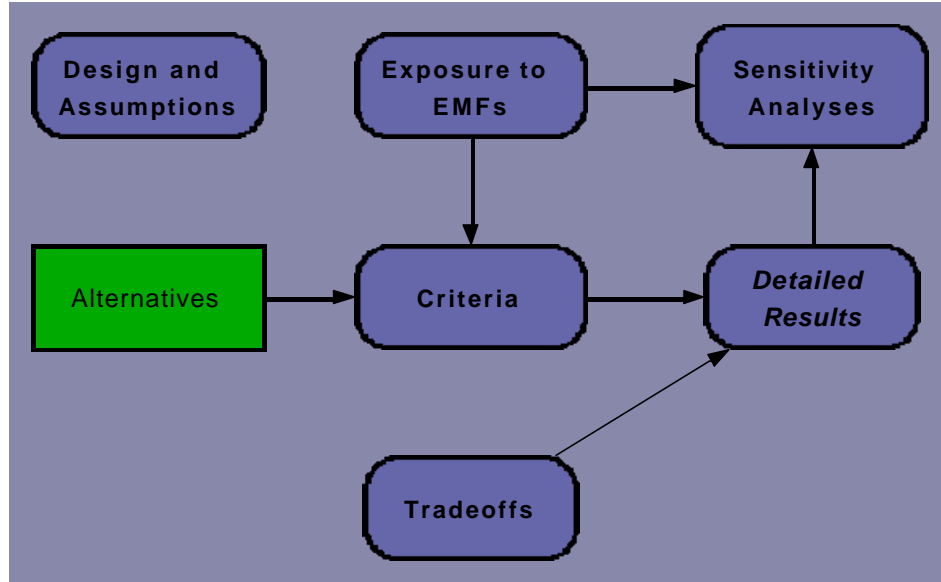 Design and
Assumptions
Exposure to
EMFs
Sensitivity
Analyses
Alternatives
Criteria
Detailed
Results
Tradeoffs